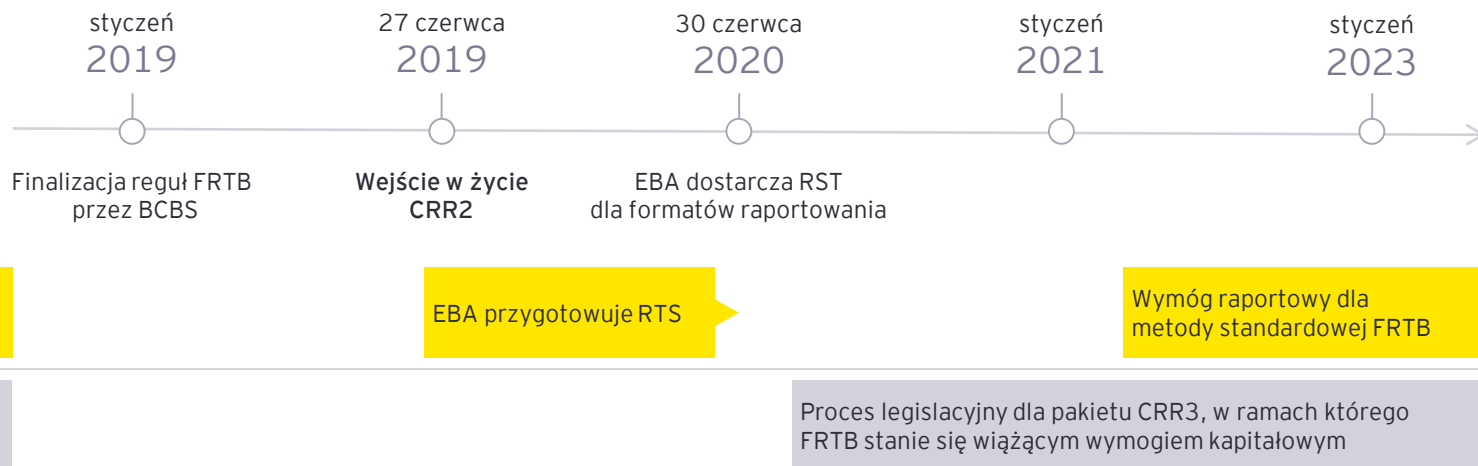 styczeń
2019
27 czerwca
2019
30 czerwca
2020
styczeń
2021
styczeń
2023
Finalizacja reguł FRTB
przez BCBS
Wejście w życie
CRR2
EBA dostarcza RST
dla formatów raportowania
EBA przygotowuje RTS
Wymóg raportowy dla
metody standardowej FRTB
Proces legislacyjny dla pakietu CRR3, w ramach którego
FRTB stanie się wiążącym wymogiem kapitałowym